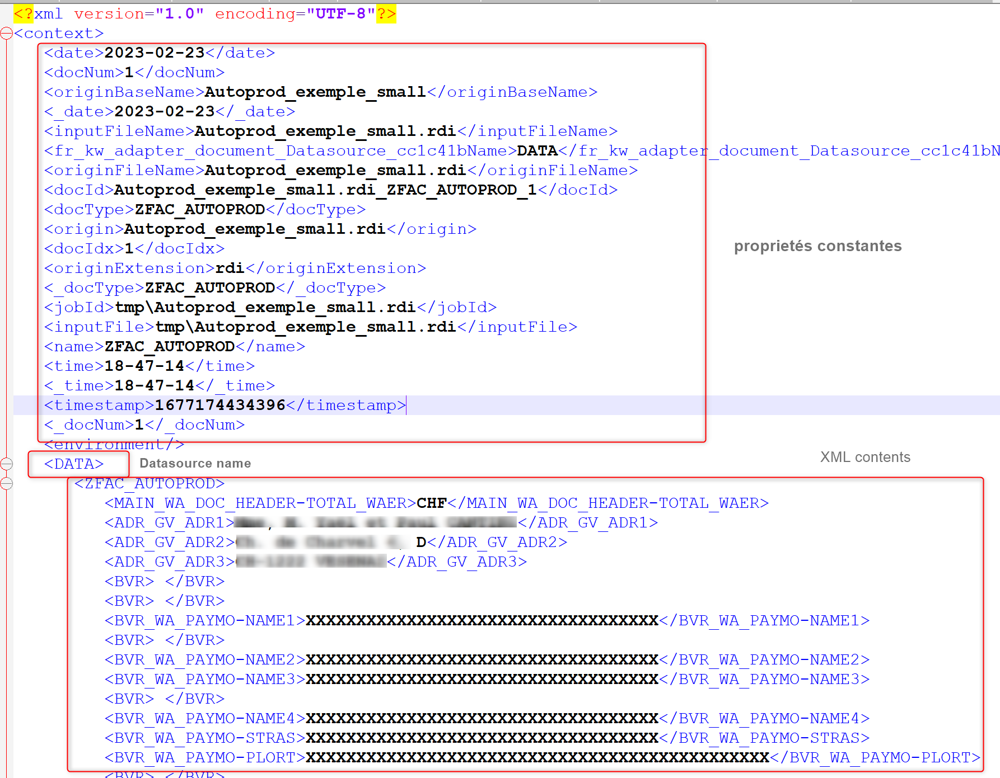 <?xml version="1.0" encoding="UTF-8"?>
<context>
<date>2023-02-23</date>
<docNum>1</docNum>
<originBaseName>Autoprod_exemple_small</originBaseName>
<_date>2023-02-23</_date>
<inputFileName>Autoprod_exemple_small.rdi</inputFileName>
<fr_kw_adapter_document_Datasource_cc1c41bName>DATA</fr_kw_adapter_document_Datasource_cc1c41bN
<originFileName>Autoprod_exemple_small.rdi</originFileName>
<docId>Autoprod_exemple_small.rdi_ZFAC_AUTOPROD_1</docId>
<docType>ZFAC_AUTOPROD</docType>
<origin>Autoprod_exemple_small.rdi</origin>
<docIdx>1</docIdx>
proprietés constantes
<originExtension>rdi</originExtension>
<_docType>ZFAC_AUTOPROD</_docType>
<jobId>tmp\Autoprod_exemple_small.rdi</jobId>
<inputFile>tmp\Autoprod_exemple_small.rdi</inputFile>
<name>ZFAC_AUTOPROD</name>
<time>18-47-14</time>
<_time>18-47-14</_time>
<timestamp>1677174434396</timestamp>
<_docNum>1</_docNum>
<environment/>
<DATA> Datasource name
XML contents
<ZFAC_AUTOPROD>
<MAIN_WA_DOC_HEADER-TOTAL_WAER>CHF</MAIN_WA_DOC_HEADER-TOTAL_WAER>
<ADR_GV_ADR1></ADR_GV_ADR1>
<ADR_GV_ADR2> D</ADR_GV_ADR2>
<ADR_GV_ADR3></ADR_GV_ADR3>
<BVR> </BVR>
<BVR> </BVR>
<BVR_WA_PAYMO-NAME1>XXXXXXXXXXXXXXXXXXXXXXXXXXXXXXXXXXX</BVR_WA_PAYMO-NAME1>
<BVR> </BVR>
<BVR_WA_PAYMO-NAME2>XXXXXXXXXXXXXXXXXXXXXXXXXXXXXXXXXXX</BVR_WA_PAYMO-NAME2>
<BVR_WA_PAYMO-NAME3>XXXXXXXXXXXXXXXXXXXXXXXXXXXXXXXXXXX</BVR_WA_PAYMO-NAME3>
<BVR> </BVR>
<BVR_WA_PAYMO-NAME4>XXXXXXXXXXXXXXXXXXXXXXXXXXXXXXXXXXX</BVR_WA_PAYMO-NAME4>
<BVR_WA_PAYMO-STRAS>XXXXXXXXXXXXXXXXXXXXXXXXXXXXXXXXXXX</BVR_WA_PAYMO-STRAS>
<BVR_WA_PAYMO-PLORT>XXXXXXXXXXXXXXXXXXXXXXXXXXXXXXXXXXXXXXXXXXXXXX</BVR_WA_PAYMO-PLORT>
<BVR> </BVR>